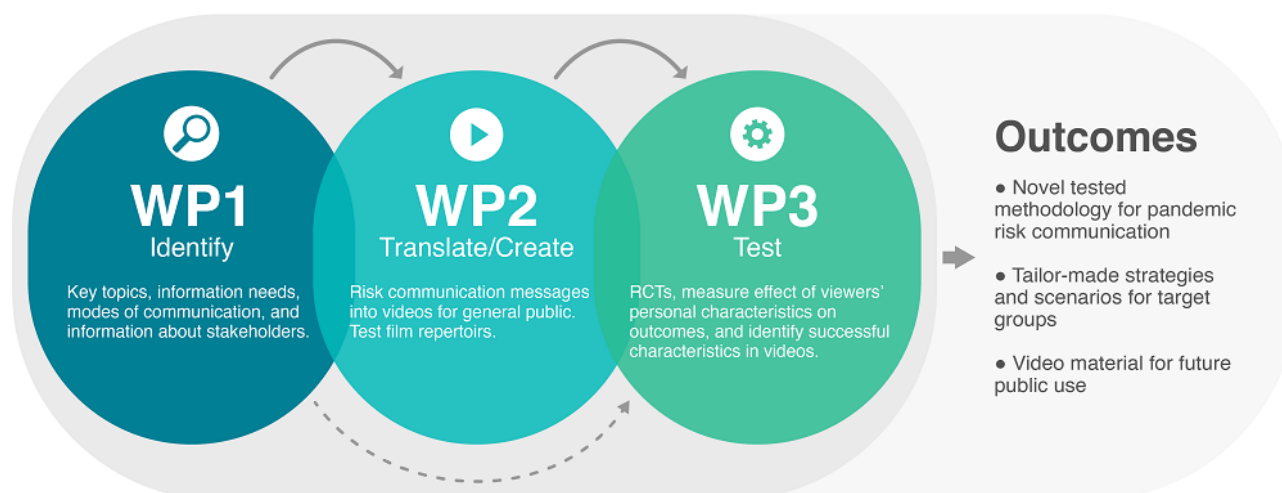 WP1
Identify
Key topics, information needs,
modes of communication, and
information about stakeholders.
WP2
Translate/Create
Risk communication messages
into videos for general public.
Test film repertoirs.
WP3
Test
RCTs, measure effect of viewers’
personal characteristics on
outcomes, and identify successful
characteristics in videos.
Outcomes
● Novel tested
methodology for pandemic
risk communication
● Tailor-made strategies
and scenarios for target
groups
● Video material for future
public use